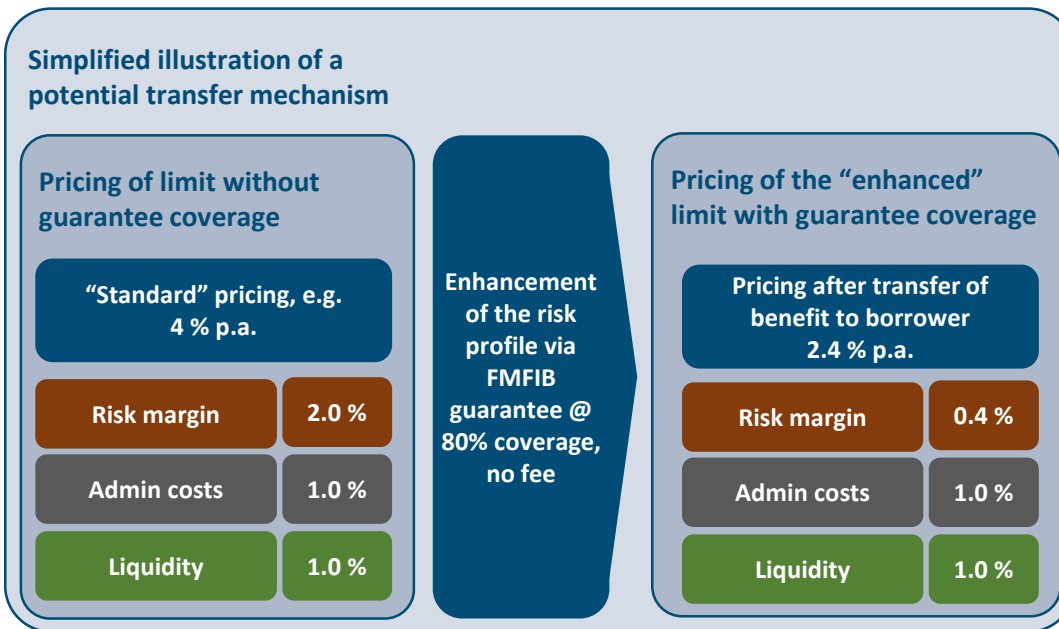 Simplified illustration of a
potential transfer mechanism
Pricing of limit without
guarantee coverage
“Standard” pricing, e.g.
4 % p.a.
Risk margin
2.0 %
Admin costs
1.0 %
Liquidity
1.0 %
Enhancement
of the risk
profile via
FMFIB
guarantee @
80% coverage,
no fee
Pricing of the “enhanced”
limit with guarantee coverage
Pricing after transfer of
benefit to borrower
2.4 % p.a.
Risk margin
0.4 %
Admin costs
1.0 %
Liquidity
1.0 %